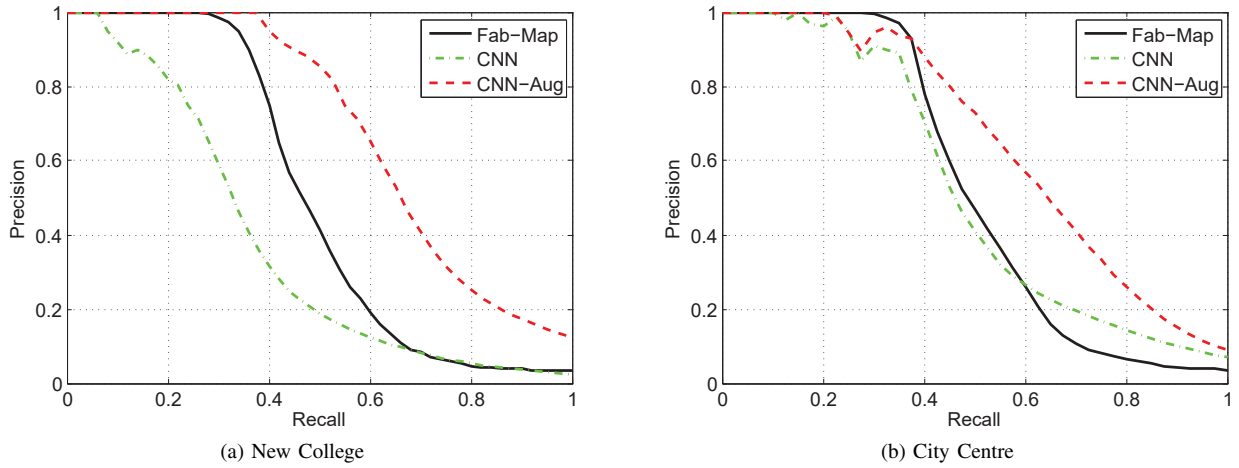 1
0.8
0.6
0.4
0.2
0
Precision
0 0.2 0.4 0.6 0.8 1
Recall
Fab−Map
CNN
CNN−Aug
(a) New College
1
0.8
0.6
0.4
0.2
0
Precision
0 0.2 0.4 0.6 0.8 1
Recall
Fab−Map
CNN
CNN−Aug
(b) City Centre